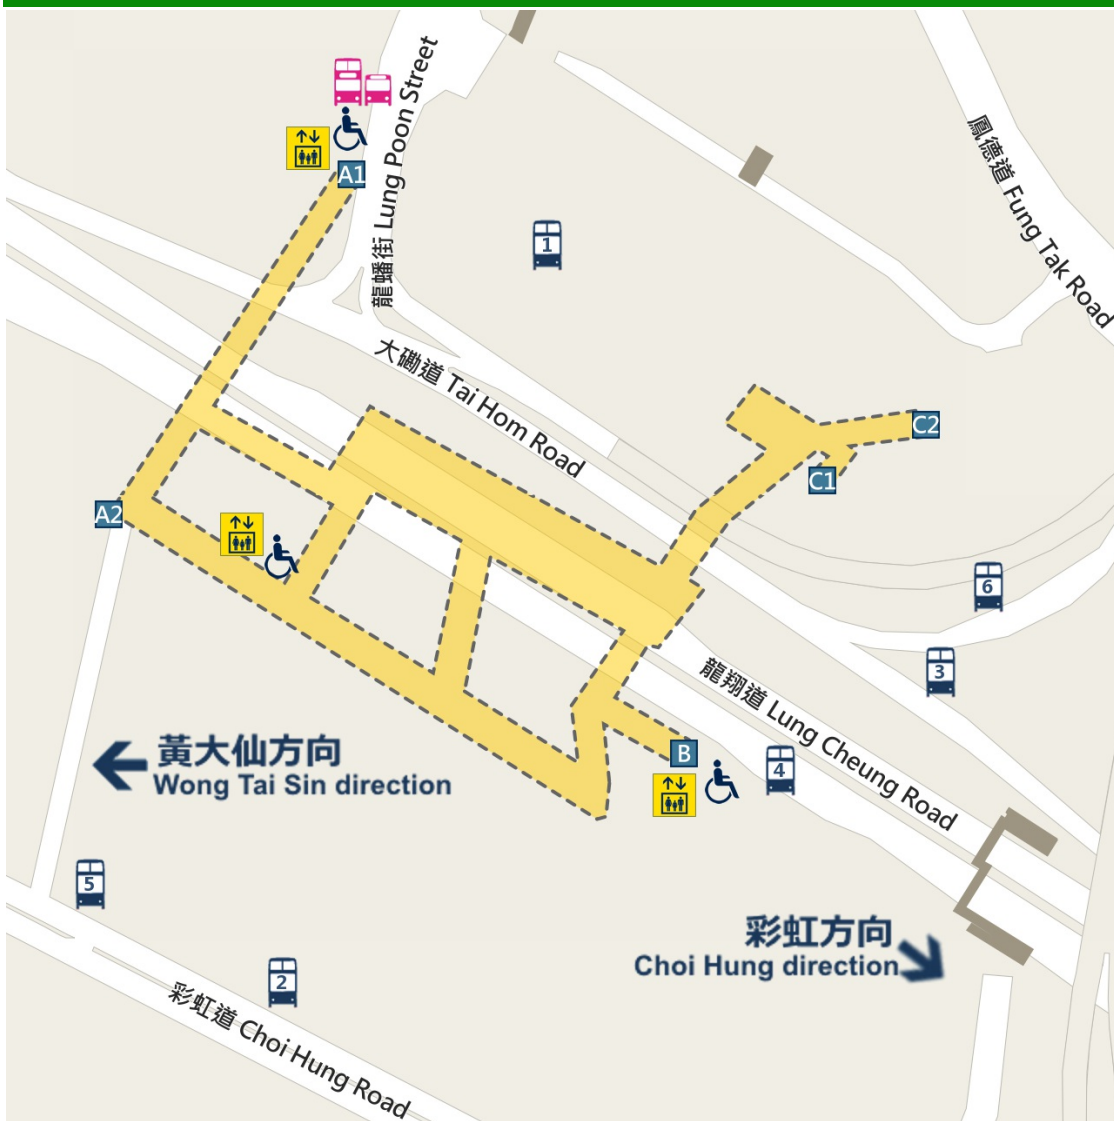 龍蟠街 Lung Poon Street
鳳德道 Fung Tak Road
A1
1
大磡道 Tai Hom Road
C2
C1
A2
6
3
龍翔道 Lung Cheung Road
黃大仙方向
Wong Tai Sin direction
B
4
5
彩虹方向
Choi Hung direction
2
彩虹道 Choi Hung Road